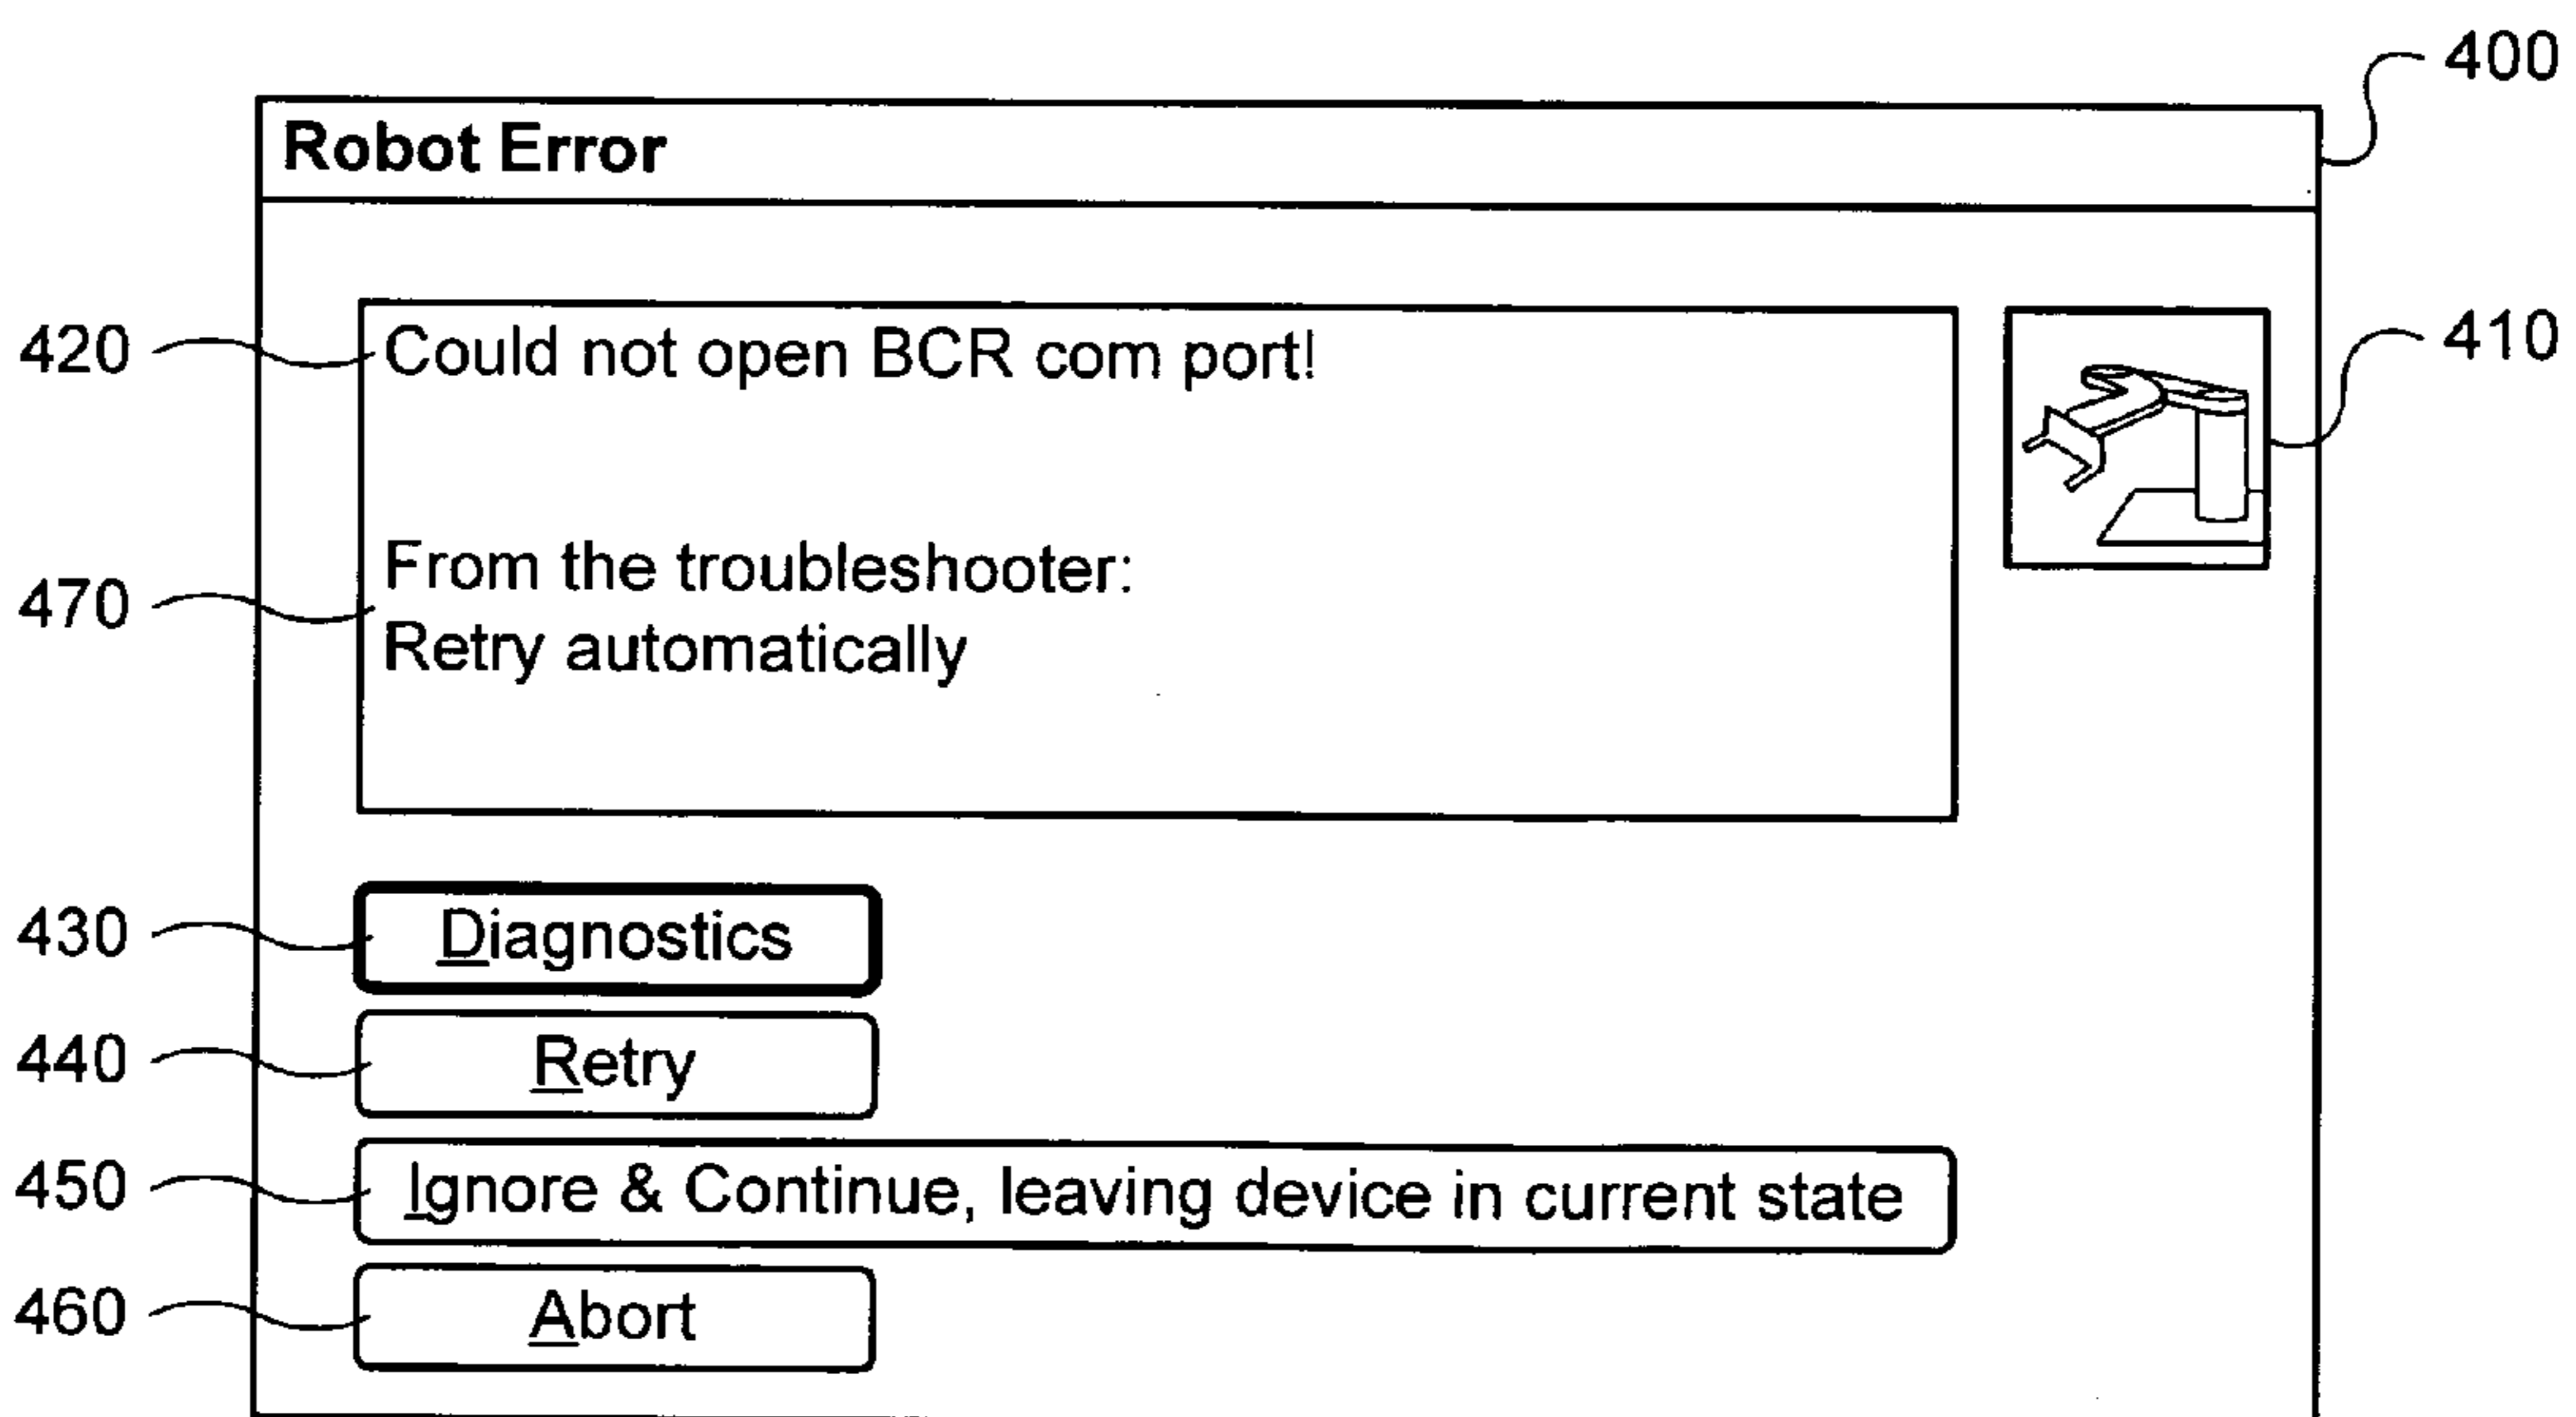 400
Robot Error
420
Could not open BCR com port!
410
470
From the troubleshooter:
Retry automatically
430
Diagnostics
440
Retry
450
Ignore & Continue, leaving device in current state
460
Abort